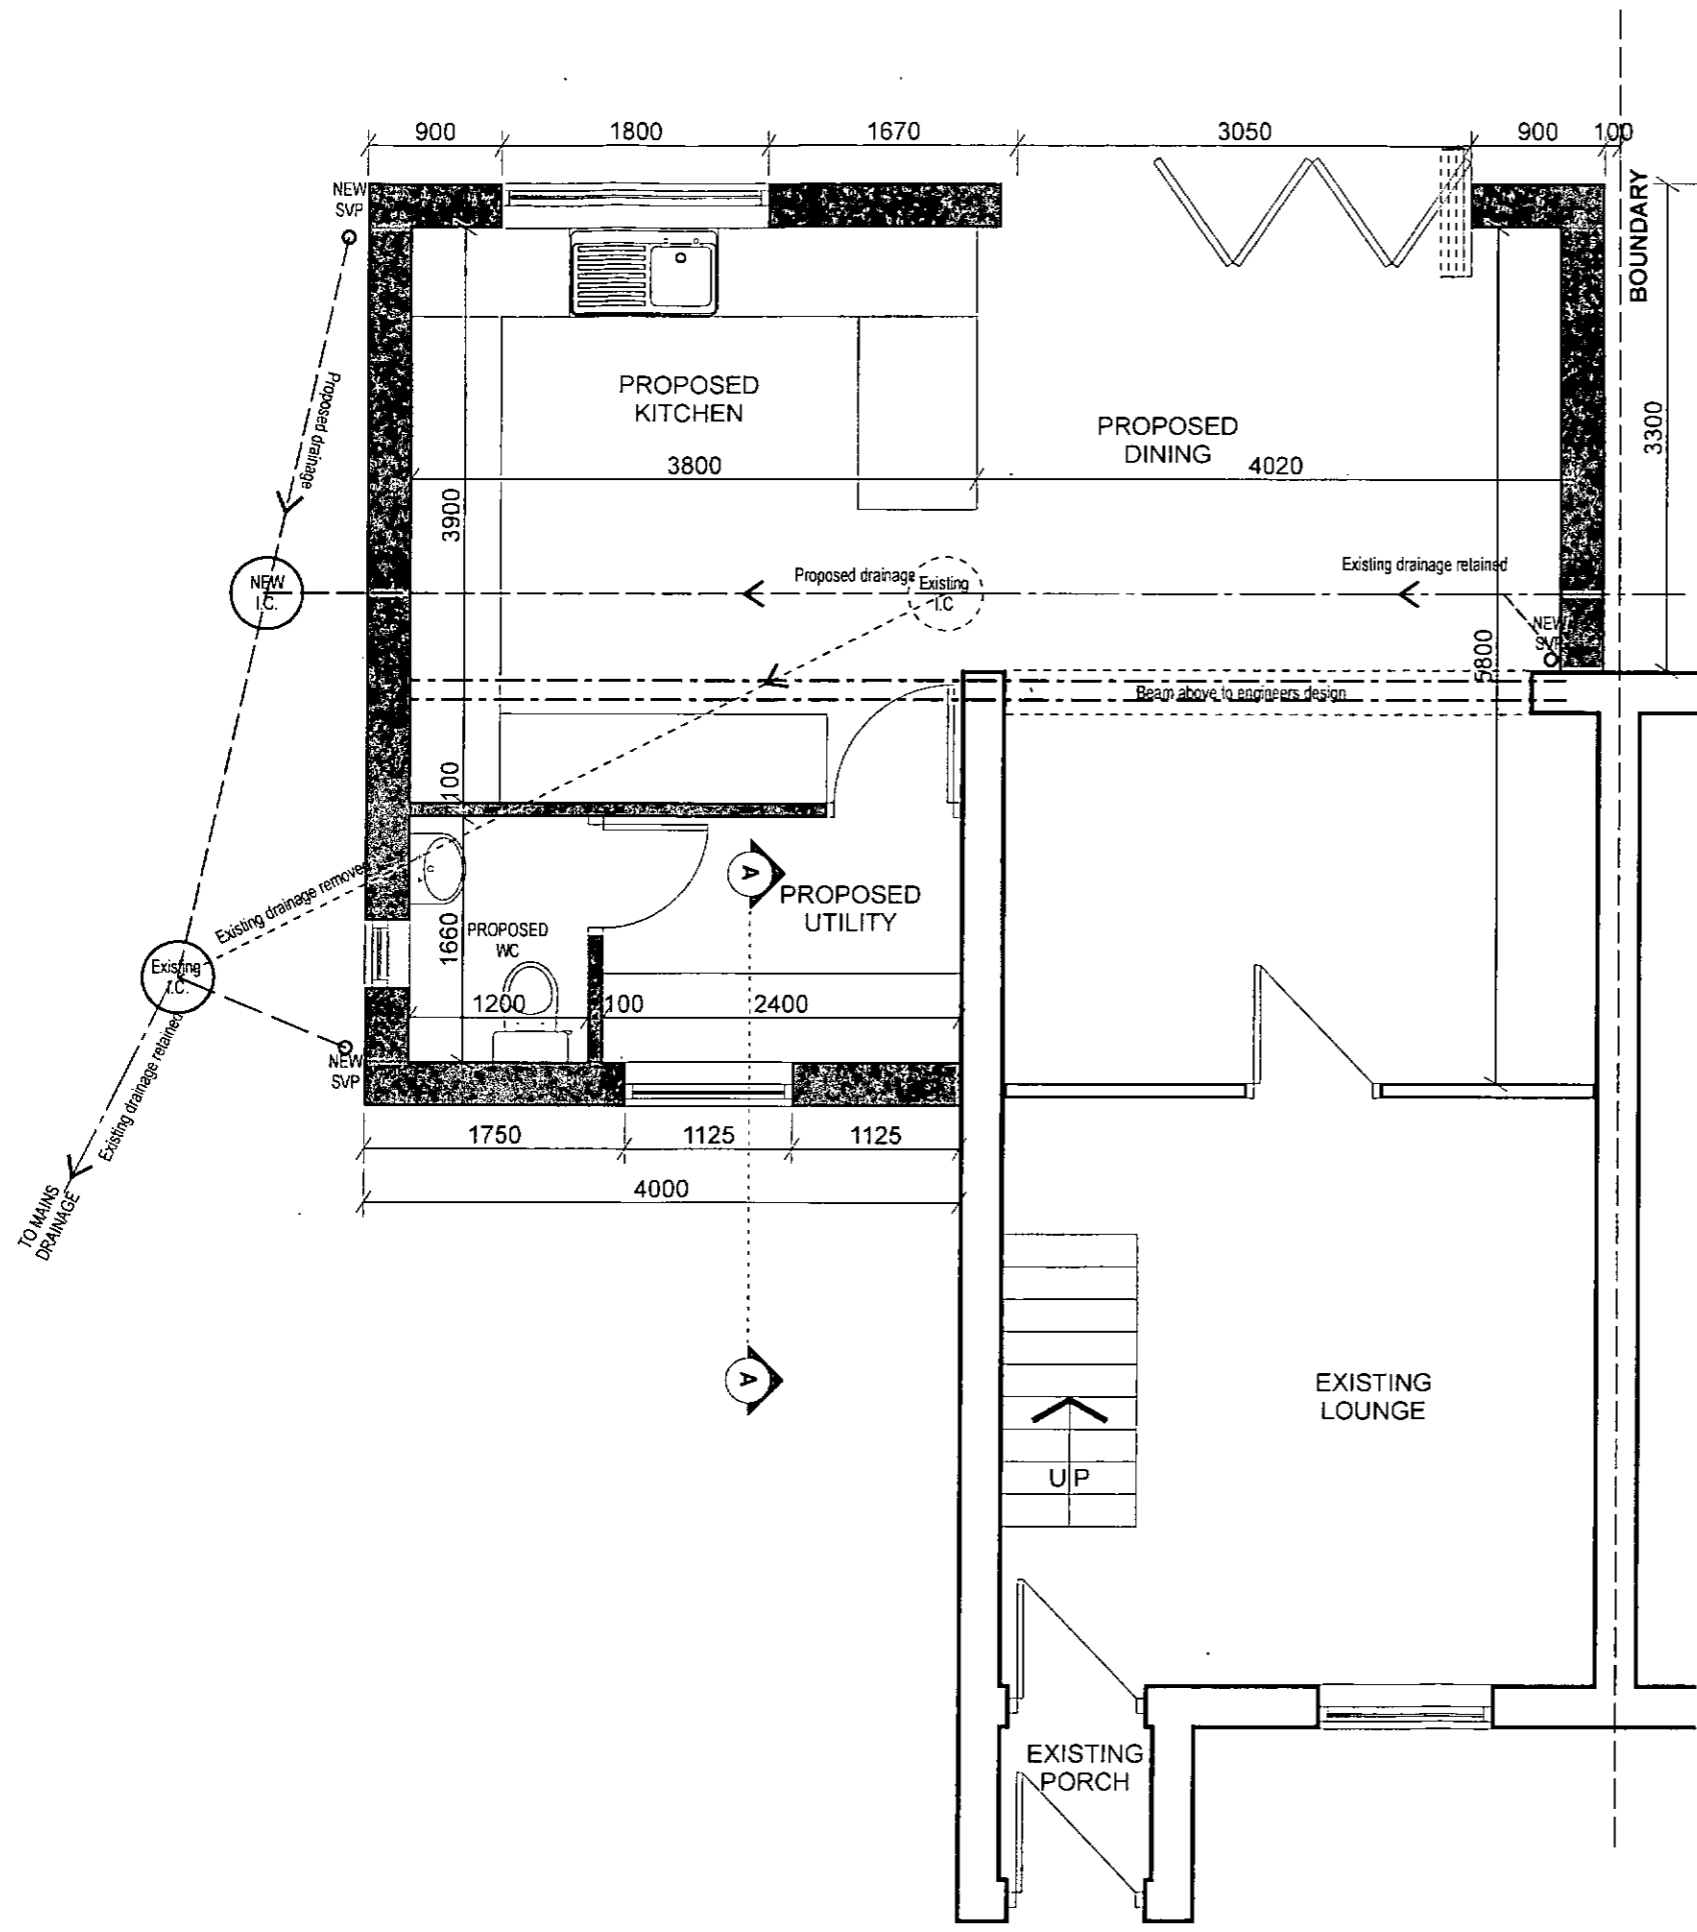 900
1800
1670
3050
900
100
NEW
SVP
BOUNDARY
PROPOSED
KITCHEN
PROPOSED
DINING
Proposed drainage
3300
3800
4020
3900
NEW
I.C.
Proposed drainage
Existing
I.C
Existing drainage retained
NEW
SVP
5800
Beam above to engineers design
100
A
PROPOSED
UTILITY
Existing drainage removed
1660
PROPOSED
WC
Existing
I.C.
1200
100
2400
NEW
SVP
Existing drainage retained
1750
1125
1125
4000
TO MAINS
DRAINAGE
A
EXISTING
LOUNGE
UP
EXISTING
PORCH